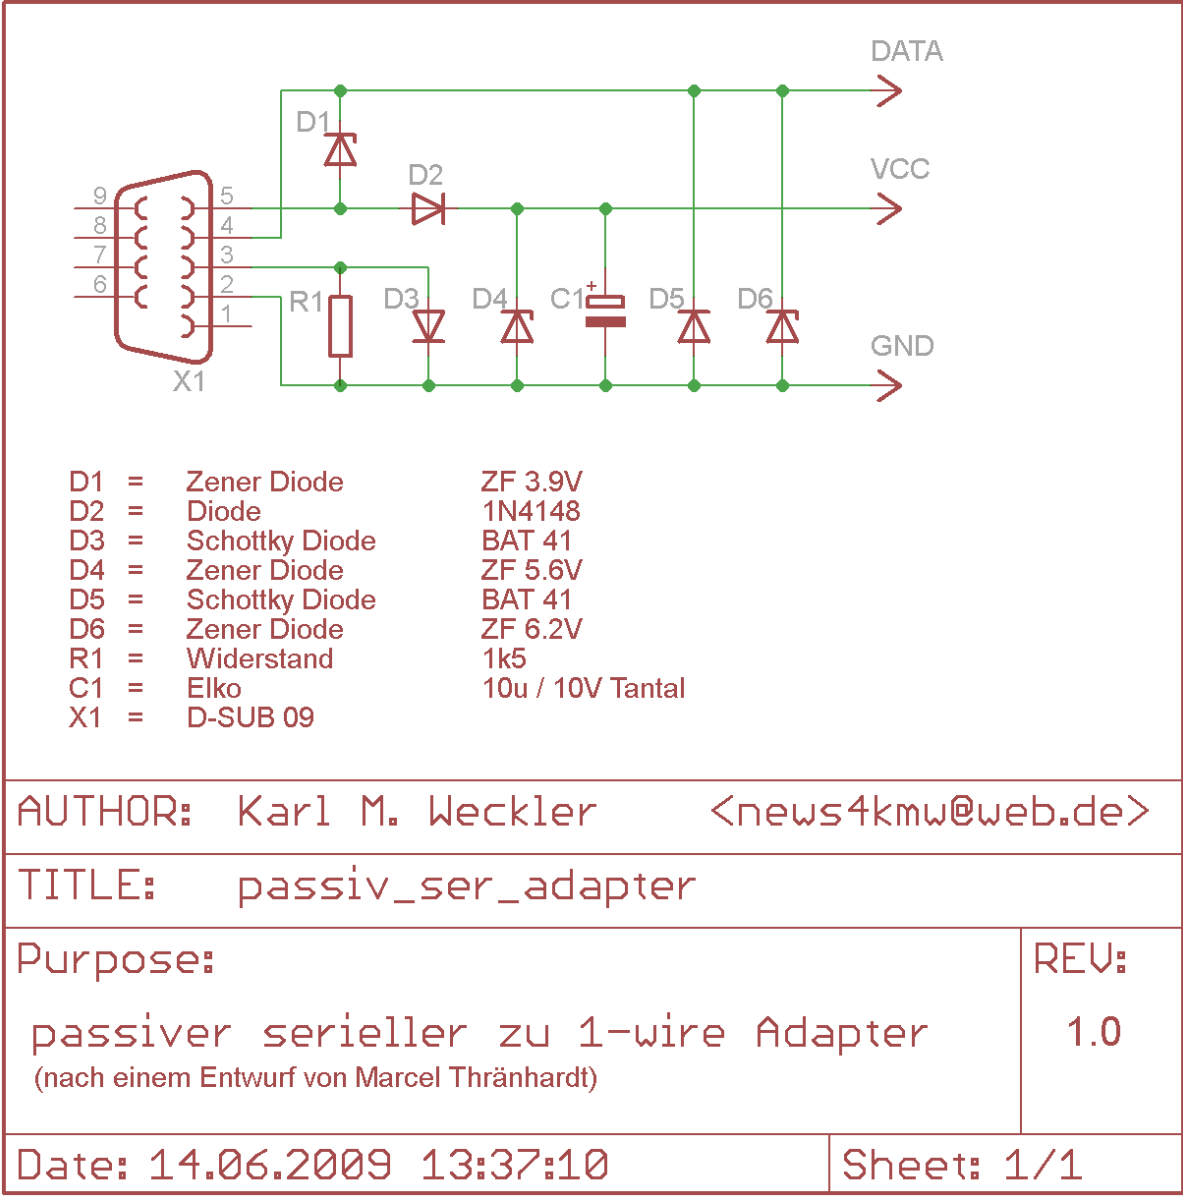 DATA
D1
D2
VCC
9 5
8 4
7 3
6 2
1
R1 D3 D4 C1 + D5 D6
GND
X1
D1 = Zener Diode ZF 3.9V
D2 = Diode 1N4148
D3 = Schottky Diode BAT 41
D4 = Zener Diode ZF 5.6V
D5 = Schottky Diode BAT 41
D6 = Zener Diode ZF 6.2V
R1 = Widerstand 1k5
C1 = Elko 10u / 10V Tantal
X1 = D-SUB 09
AUTHOR: Karl M. Weckler <news4kmw@web.de>
TITLE: passiv_ser_adapter
Purpose:
REV:
passiver serieller zu 1-wire Adapter
1.0
(nach einem Entwurf von Marcel Thränhardt)
Date: 14.06.2009 13:37:10
Sheet: 1/1